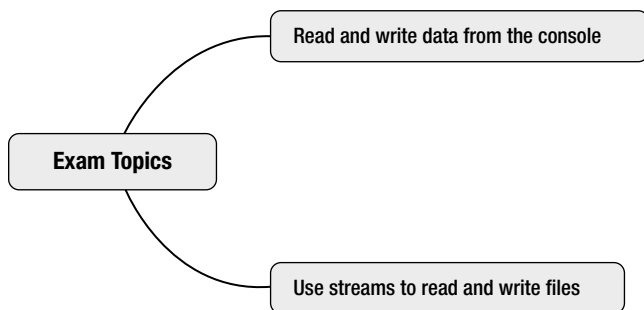 Read and write data from the console
Exam Topics
Use streams to read and write files